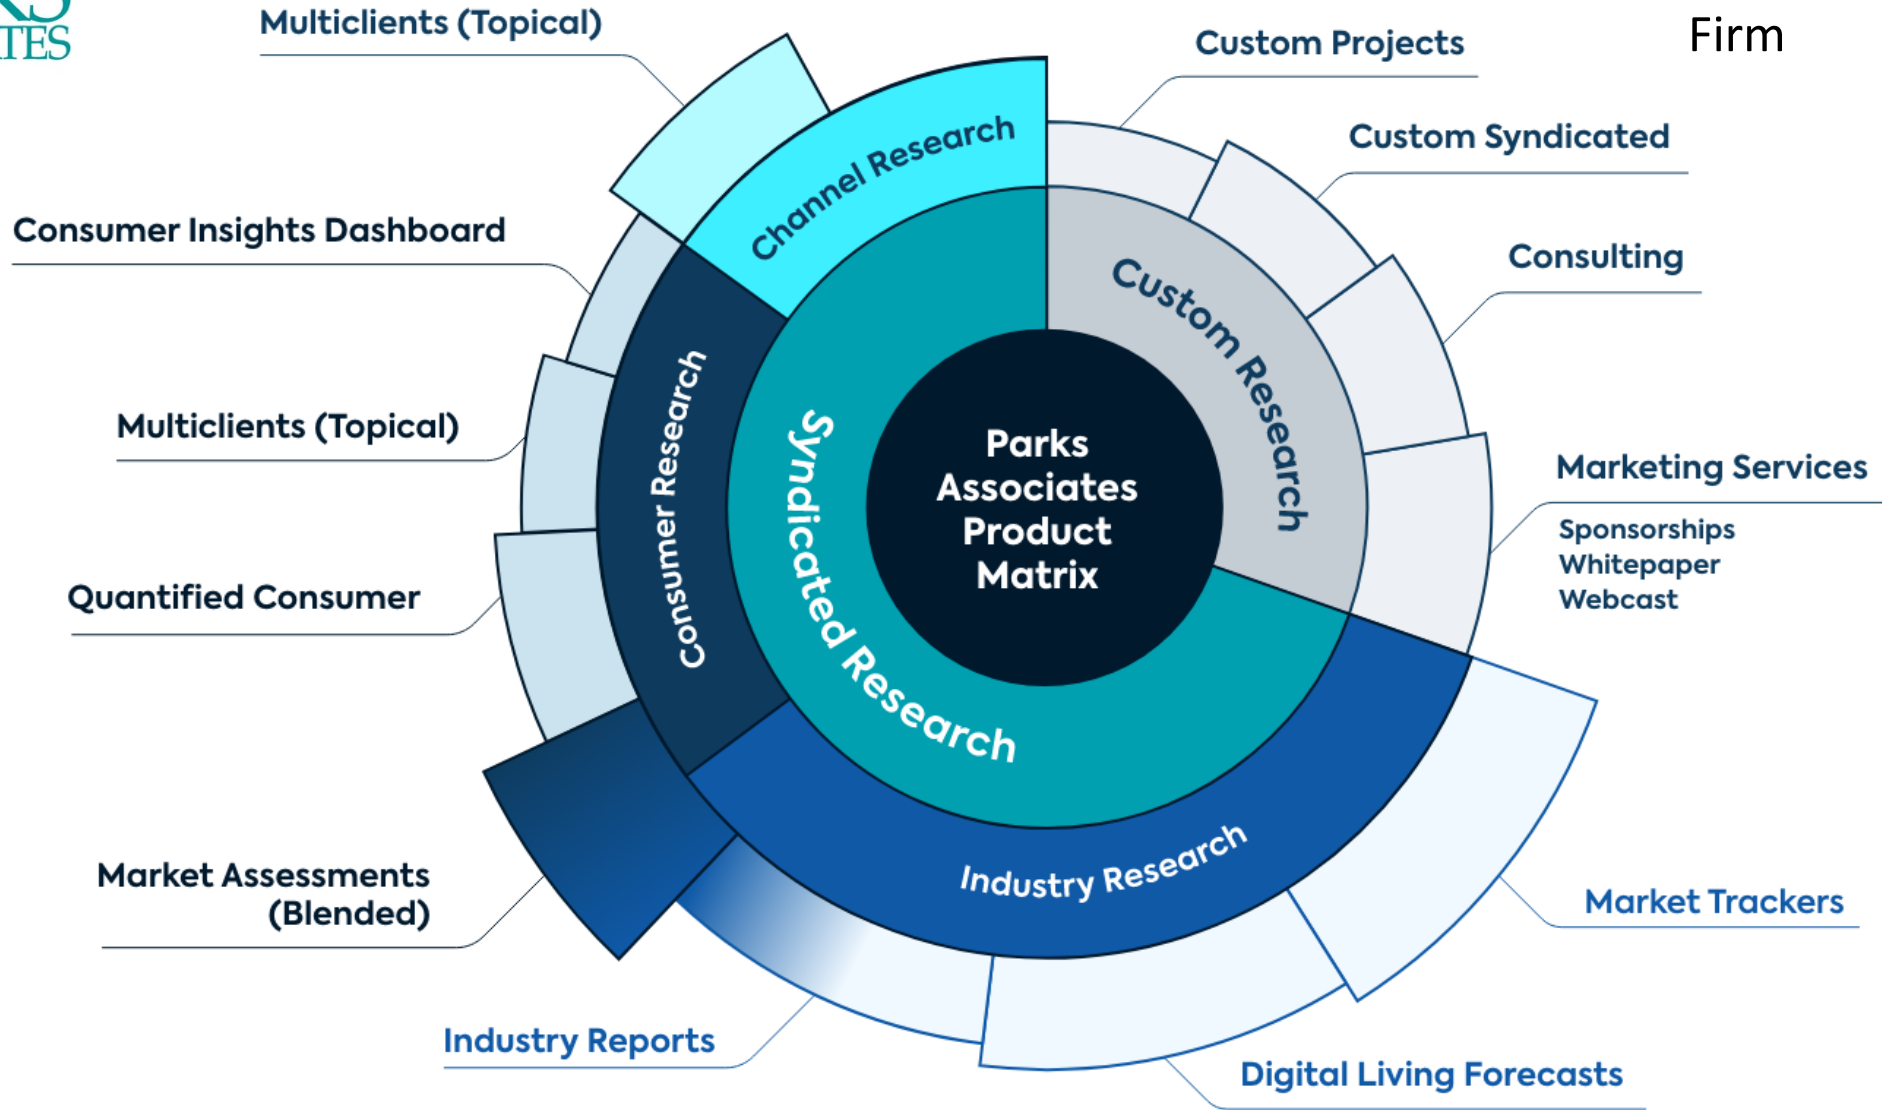 TES
Firm
Multiclients (Topical)
Custom Projects
Custom Syndicated
Consulting
Marketing Services
Sponsorships
Whitepaper
Webcast
Consumer Insights Dashboard
Multiclients (Topical)
Quantified Consumer
Market Assessments
(Blended)
Industry Reports
Digital Living Forecasts
Market Trackers
Channel Research
Custom Research
Consumer Research
Syndicated Research
Industry Research
Parks
Associates
Product
Matrix